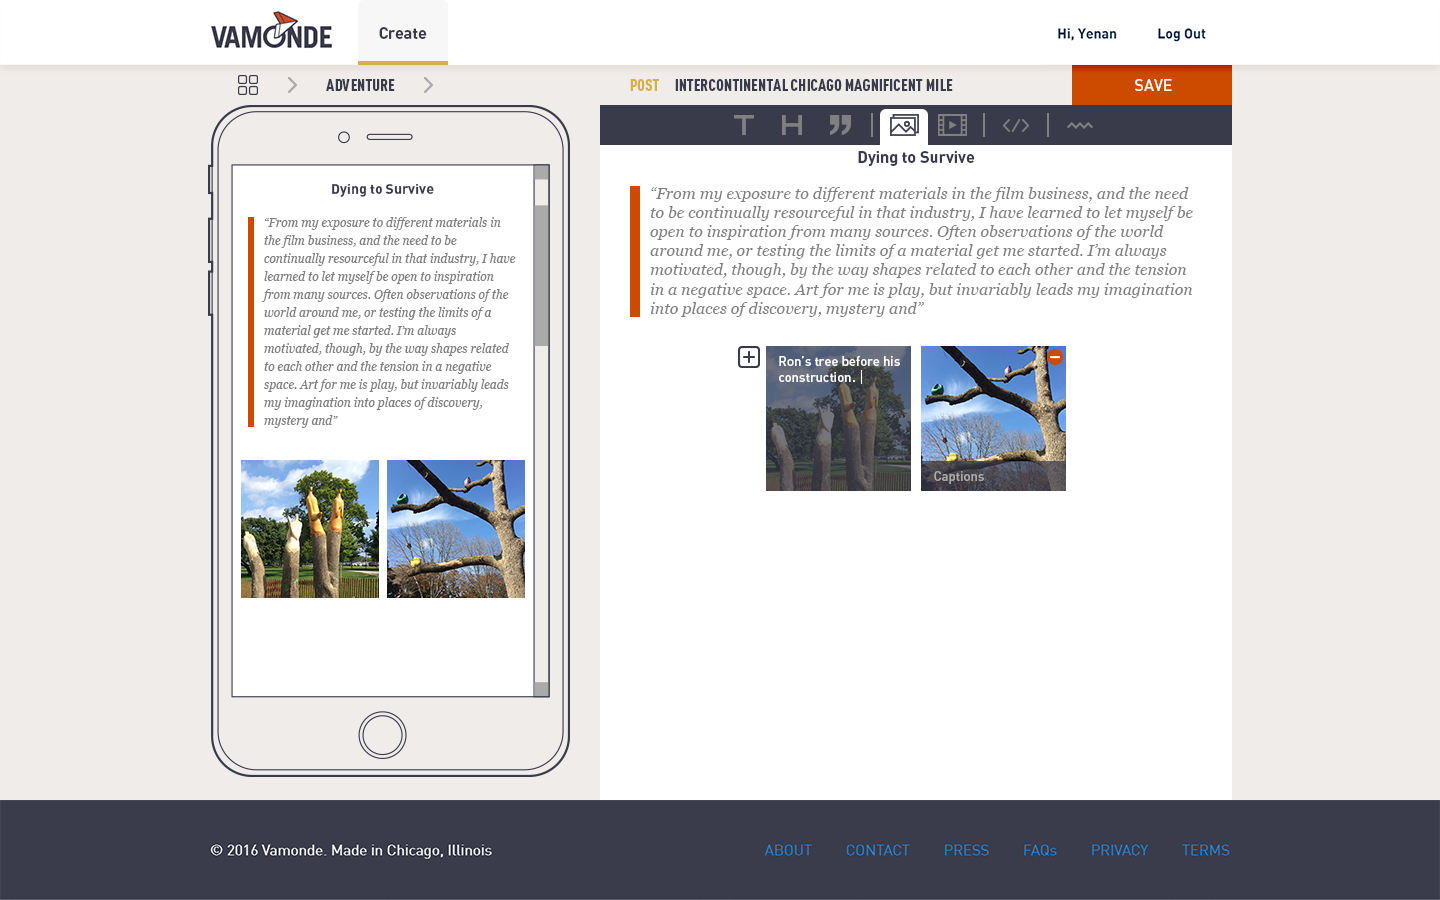 VAMONDE
Create
Hi, Yenan
Log Out
ADVENTURE
POST INTERCONTINENTAL CHICAGO MAGNIFICENT MILE
SAVE
T H ” </>
Dying to Survive
“From my exposure to different materials in
the film business, and the need to be
continually resourceful in that industry, I have
learned to let myself be open to inspiration
from many sources. Often observations of the
world around me, or testing the limits of a
material get me started. I’m always
motivated, though, by the way shapes related
to each other and the tension in a negative
space. Art for me is play, but invariably leads
my imagination into places of discovery,
mystery and”
Dying to Survive
“From my exposure to different materials in the film business, and the need
to be continually resourceful in that industry, I have learned to let myself be
open to inspiration from many sources. Often observations of the world
around me, or testing the limits of a material get me started. I’m always
motivated, though, by the way shapes related to each other and the tension
in a negative space. Art for me is play, but invariably leads my imagination
into places of discovery, mystery and”
Ron’s tree before his
construction.
Captions
© 2016 Vamonde. Made in Chicago, Illinois
ABOUT
CONTACT
PRESS
FAQs
PRIVACY
TERMS